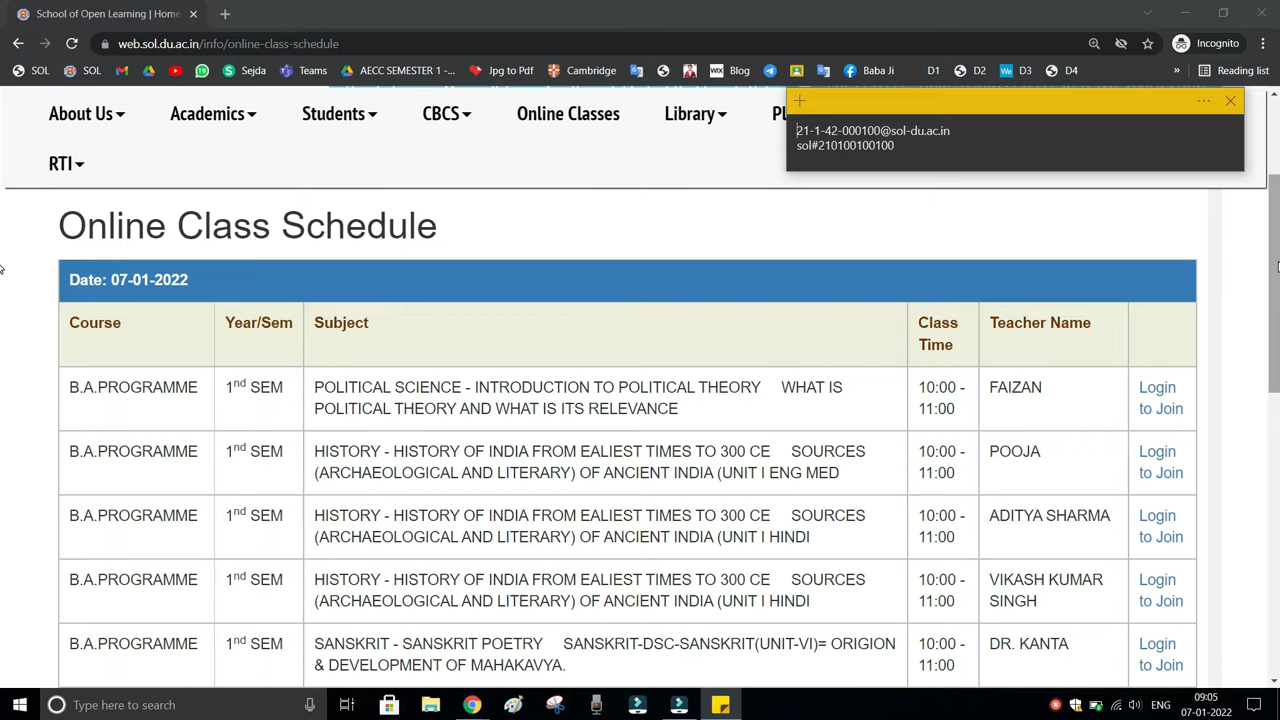 School of Open Learning | Home
web.sol.du.ac.in/info/online-class-schedule
Incognito
SOL
SOL
Sejda
Teams
AECC SEMESTER 1 -...
Jpg to Pdf
Cambridge
WIX
Blog
Baba Ji
D1
D2
We
D3
D4
»
Reading list
About Us
Academics
Students
CBCS
Online Classes
Library
RTI
21-1-42-000100@sol-du.ac.in
sol#210100100100
Online Class Schedule
Date: 07-01-2022
Course
Year/Sem
Subject
Class
Time
Teacher Name
B.A.PROGRAMME
1nd SEM
POLITICAL SCIENCE - INTRODUCTION TO POLITICAL THEORY WHAT IS
POLITICAL THEORY AND WHAT IS ITS RELEVANCE
10:00 -
11:00
FAIZAN
Login
to Join
B.A.PROGRAMME
1nd SEM
HISTORY - HISTORY OF INDIA FROM EALIEST TIMES TO 300 CE SOURCES
(ARCHAEOLOGICAL AND LITERARY) OF ANCIENT INDIA (UNIT I ENG MED
10:00 -
11:00
POOJA
Login
to Join
B.A.PROGRAMME
1nd SEM
HISTORY - HISTORY OF INDIA FROM EALIEST TIMES TO 300 CE SOURCES
(ARCHAEOLOGICAL AND LITERARY) OF ANCIENT INDIA (UNIT I HINDI
10:00 -
11:00
ADITYA SHARMA
Login
to Join
B.A.PROGRAMME
1nd SEM
HISTORY - HISTORY OF INDIA FROM EALIEST TIMES TO 300 CE SOURCES
(ARCHAEOLOGICAL AND LITERARY) OF ANCIENT INDIA (UNIT I HINDI
10:00 -
11:00
VIKASH KUMAR
SINGH
Login
to Join
B.A.PROGRAMME
1nd SEM
SANSKRIT - SANSKRIT POETRY SANSKRIT-DSC-SANSKRIT(UNIT-VI)= ORIGION
& DEVELOPMENT OF MAHAKAVYA.
10:00 -
11:00
DR. KANTA
Login
to Join
Type here to search
ENG
09:05
07-01-2022